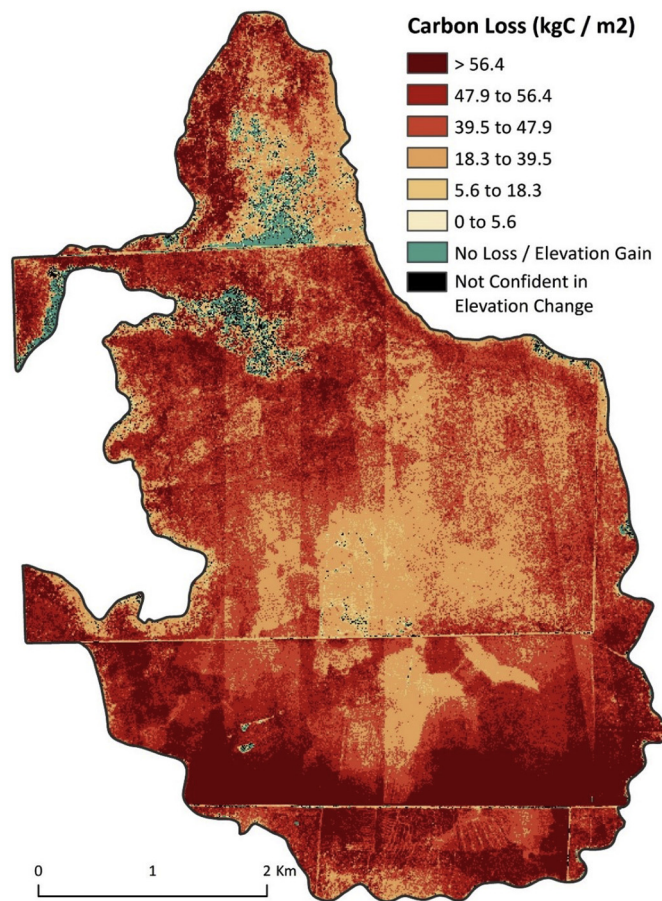 Carbon Loss (kgC / m2)
> 56.4
47.9 to 56.4
39.5 to 47.9
18.3 to 39.5
5.6 to 18.3
0 to 5.6
No Loss / Elevation Gain
Not Confident in
Elevation Change
0 1 2 Km